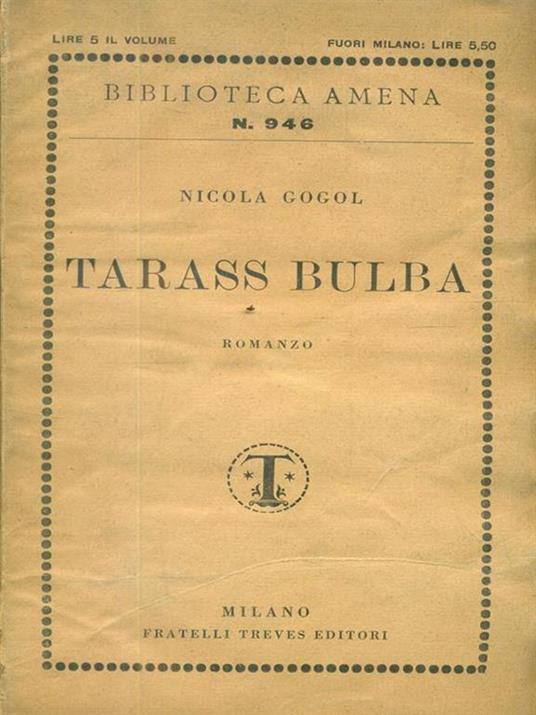 LIRE 5 IL VOLUME FUORI MILANO: LIRE 5,50
BIBLIOTECA AMENA
N. 946
NICOLA GOGOL
TARASS BULBA
ROMANZO
T
MILANO
FRATELLI TREVES EDITORI